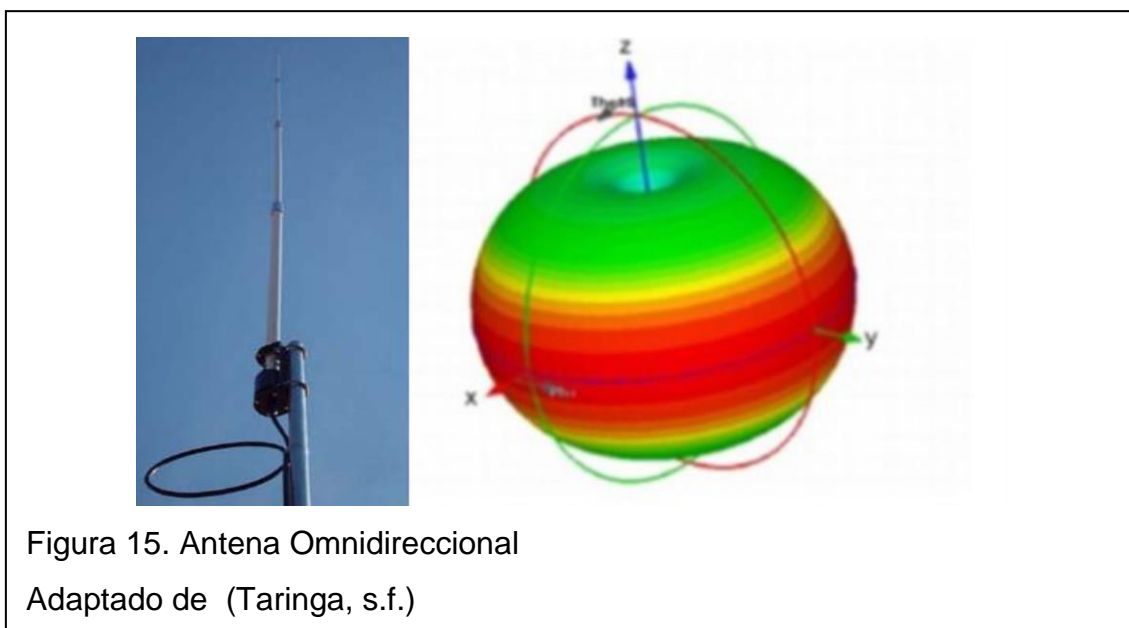 z
Theta
y
x
Figura 15. Antena Omnidireccional
Adaptado de (Taringa, s.f.)